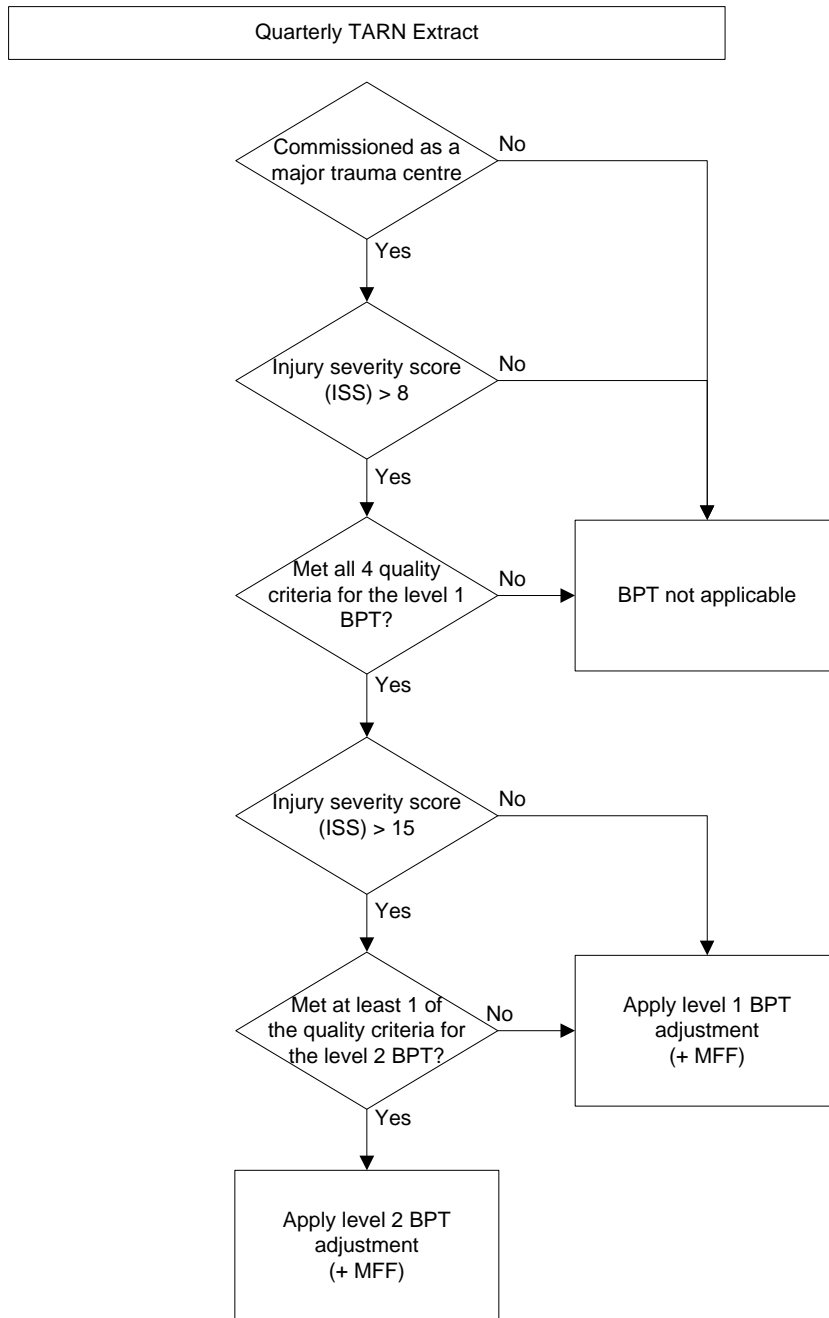 Quarterly TARN Extract
Commissioned as a
major trauma centre
No
Yes
Injury severity score
(ISS) > 8
No
Yes
Met all 4 quality
criteria for the level 1
BPT?
No
BPT not applicable
Yes
Injury severity score
(ISS) > 15
No
Yes
Met at least 1 of
the quality criteria for
the level 2 BPT?
No
Apply level 1 BPT
adjustment
(+ MFF)
Yes
Apply level 2 BPT
adjustment
(+ MFF)